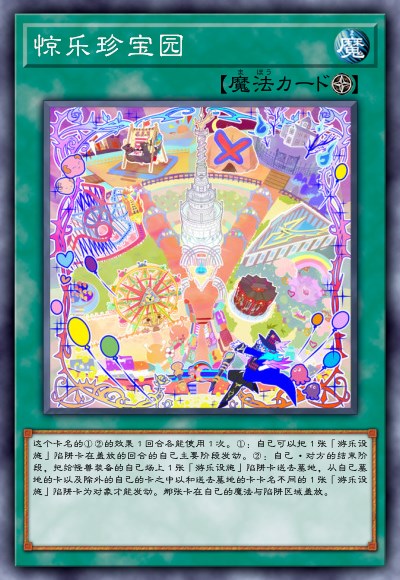 惊乐珍宝园
魔
【魔法カード】
まほう
这个卡名的①②的效果1回合各能使用1次。①：自己可以把1张「游乐设
施」陷阱卡在盖放的回合的自己主要阶段发动。②：自己·对方的结束阶
段，把给怪兽装备的自己场上1张「游乐设施」陷阱卡送去墓地，从自己墓
地的卡以及除外的自己的卡之中以和送去墓地的卡卡名不同的1张「游乐设
施」陷阱卡为对象才能发动。那张卡在自己的魔法与陷阱区域盖放。